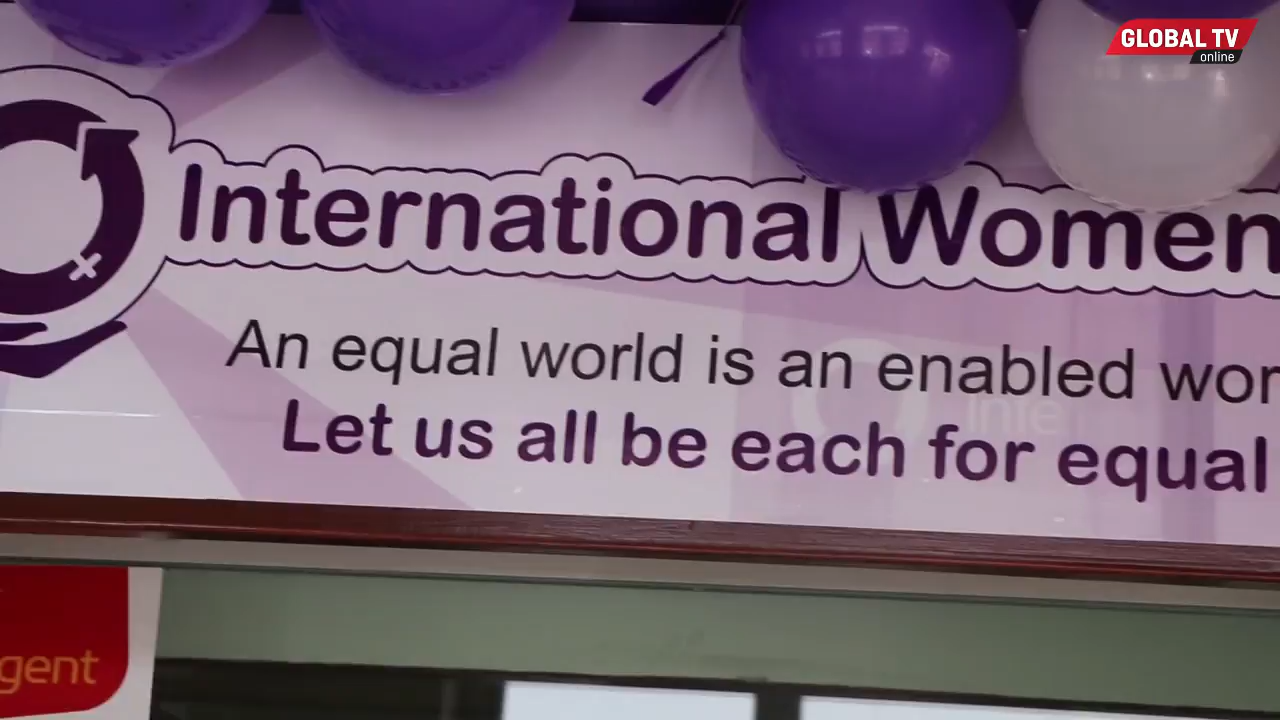 GLOBAL TV
online
International Women
An equal world is an enabled wor
Let us all be each for equal
gent